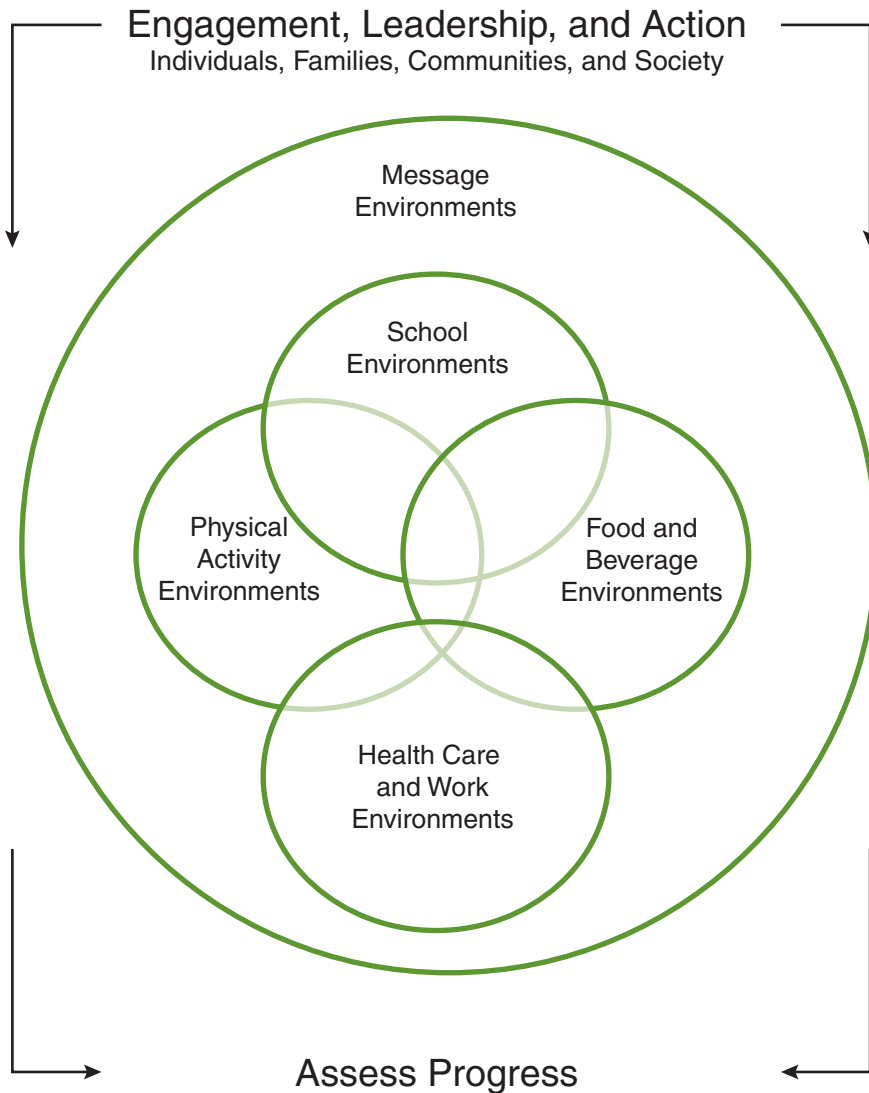 Engagement, Leadership, and Action
Individuals, Families, Communities, and Society
Message
Environments
School
Environments
Physical
Activity
Environments
Food and
Beverage
Environments
Health Care
and Work
Environments
Assess Progress